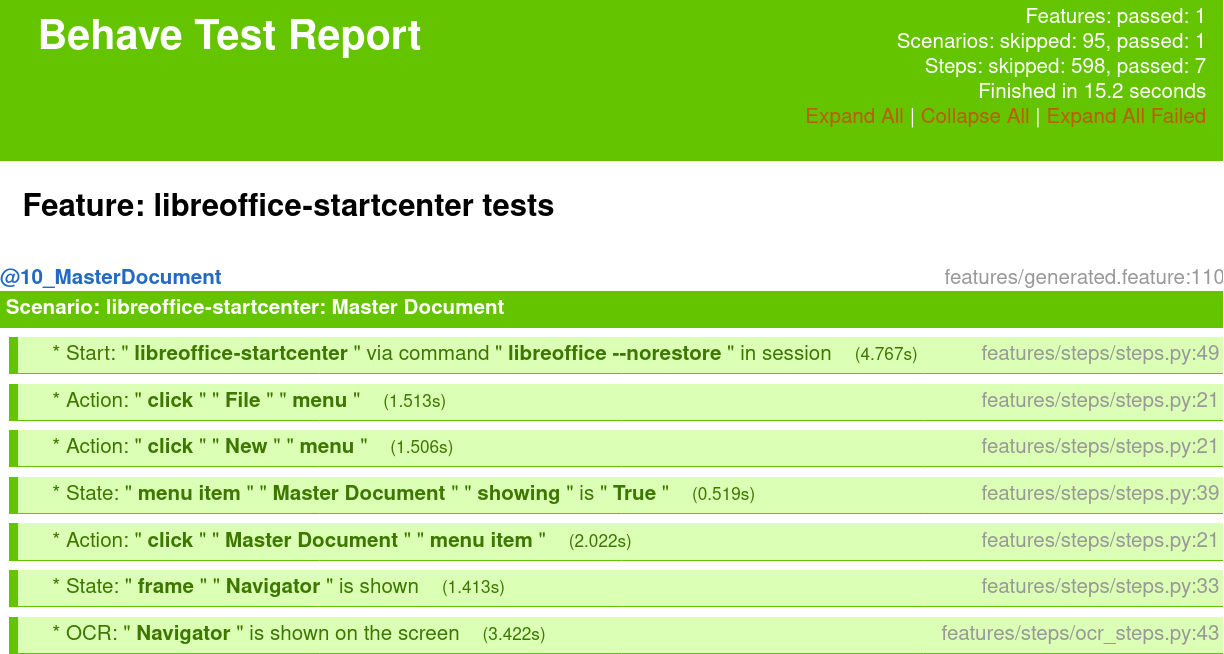 Behave Test Report
Features: passed: 1
Scenarios: skipped: 95, passed: 1
Steps: skipped: 598, passed: 7
Finished in 15.2 seconds
Expand All | Collapse All | Expand All Failed
Feature: libreoffice-startcenter tests
@10_MasterDocument features/generated.feature:110
Scenario: libreoffice-startcenter: Master Document
* Start: " libreoffice-startcenter " via command " libreoffice --norestore " in session (4.767s) features/steps/steps.py:49
* Action: " click " " File " " menu " (1.513s) features/steps/steps.py:21
* Action: " click " " New " " menu " (1.506s) features/steps/steps.py:21
* State: " menu item " " Master Document " " showing " is " True " (0.519s) features/steps/steps.py:39
* Action: " click " " Master Document " " menu item " (2.022s) features/steps/steps.py:21
* State: " frame " " Navigator " is shown (1.413s) features/steps/steps.py:33
* OCR: " Navigator " is shown on the screen (3.422s) features/steps/ocr_steps.py:43